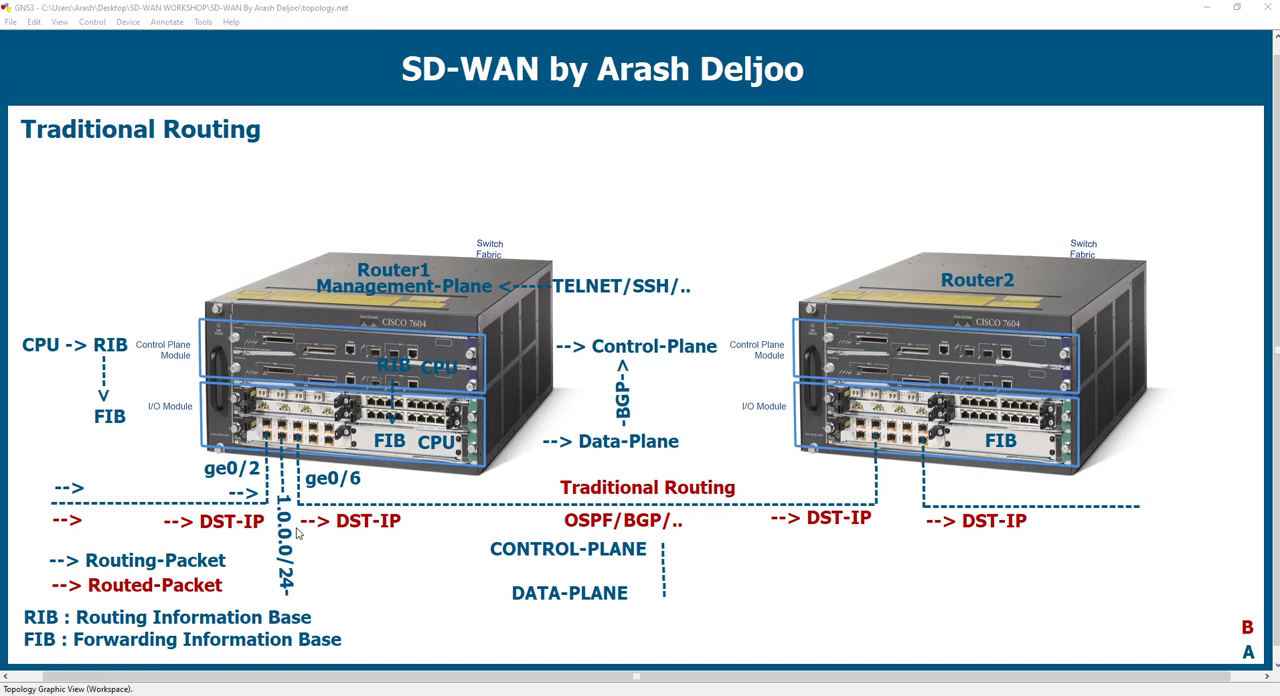 GNS3 - C:\Users\Arash\Desktop\SD-WAN WORKSHOP\SD-WAN By Arash Deljoo\topology.net
File Edit View Control Device Annotate Tools Help
SD-WAN by Arash Deljoo
Traditional Routing
Switch
Fabric
Switch
Fabric
Router1
Management-Plane <-----TELNET/SSH/..
Router2
CISCO 7604
CISCO 7604
CPU -> RIB
Control Plane
Module
--> Control-Plane
Control Plane
Module
RIB CPU
FIB
I/O Module
-BGP->
I/O Module
FIB CPU
--> Data-Plane
FIB
ge0/2
ge0/6
-->
-->
Traditional Routing
-->
--> DST-IP
--> DST-IP
OSPF/BGP/..
--> DST-IP
--> DST-IP
-1.0.0.0/24-
CONTROL-PLANE
--> Routing-Packet
--> Routed-Packet
DATA-PLANE
RIB : Routing Information Base
FIB : Forwarding Information Base
B
A
Topology Graphic View (Workspace).